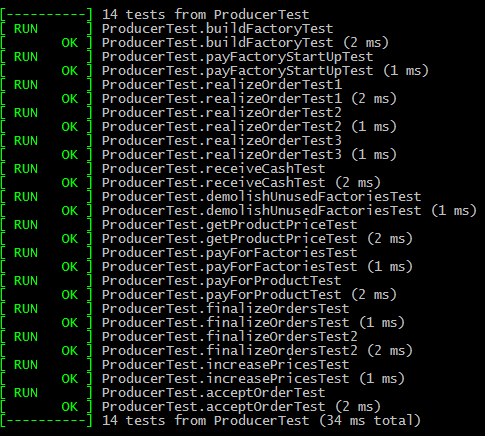 [----------] 14 tests from ProducerTest
[ RUN      ] ProducerTest.buildFactoryTest
[       OK ] ProducerTest.buildFactoryTest (2 ms)
[ RUN      ] ProducerTest.payFactoryStartUpTest
[       OK ] ProducerTest.payFactoryStartUpTest (1 ms)
[ RUN      ] ProducerTest.realizeOrderTest1
[       OK ] ProducerTest.realizeOrderTest1 (2 ms)
[ RUN      ] ProducerTest.realizeOrderTest2
[       OK ] ProducerTest.realizeOrderTest2 (1 ms)
[ RUN      ] ProducerTest.realizeOrderTest3
[       OK ] ProducerTest.realizeOrderTest3 (1 ms)
[ RUN      ] ProducerTest.receiveCashTest
[       OK ] ProducerTest.receiveCashTest (2 ms)
[ RUN      ] ProducerTest.demolishUnusedFactoriesTest
[       OK ] ProducerTest.demolishUnusedFactoriesTest (1 ms)
[ RUN      ] ProducerTest.getProductPriceTest
[       OK ] ProducerTest.getProductPriceTest (2 ms)
[ RUN      ] ProducerTest.payForFactoriesTest
[       OK ] ProducerTest.payForFactoriesTest (1 ms)
[ RUN      ] ProducerTest.payForProductTest
[       OK ] ProducerTest.payForProductTest (2 ms)
[ RUN      ] ProducerTest.finalizeOrdersTest
[       OK ] ProducerTest.finalizeOrdersTest (1 ms)
[ RUN      ] ProducerTest.finalizeOrdersTest2
[       OK ] ProducerTest.finalizeOrdersTest2 (2 ms)
[ RUN      ] ProducerTest.increasePricesTest
[       OK ] ProducerTest.increasePricesTest (1 ms)
[ RUN      ] ProducerTest.acceptOrderTest
[       OK ] ProducerTest.acceptOrderTest (2 ms)
[----------] 14 tests from ProducerTest (34 ms total)